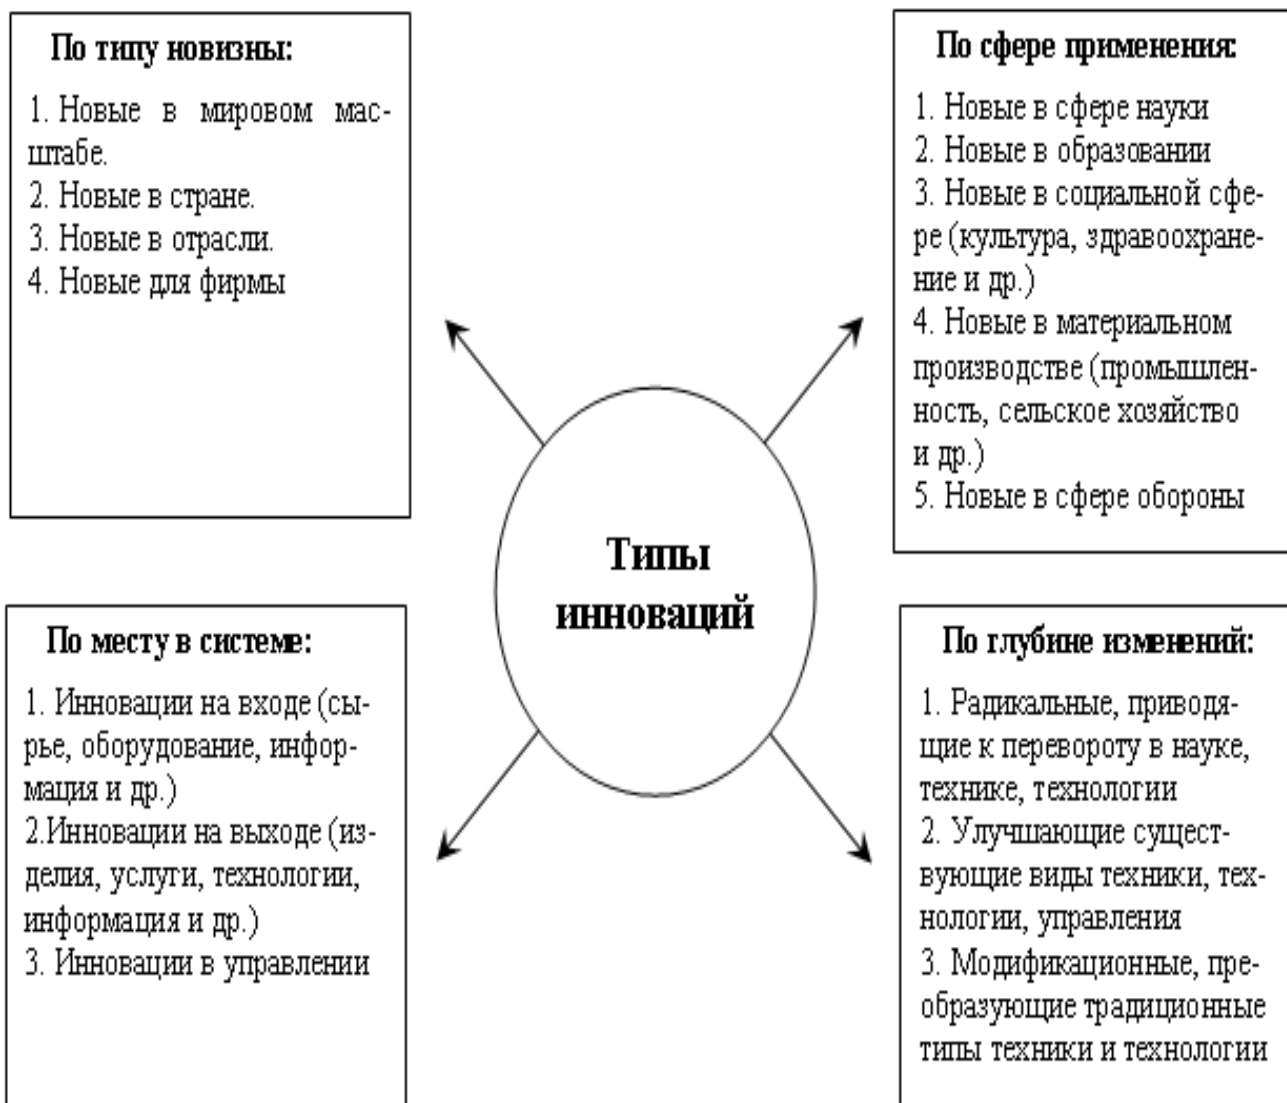 По типу новизны:
1. Новые в мировом мас-
штабе.
2. Новые в стране.
3. Новые в отрасли.
4. Новые для фирмы
По сфере применения:
1. Новые в сфере науки
2. Новые в образовании
3. Новые в социальной сфе-
ре (культура, здравоохране-
ние и др.)
4. Новые в материальном
производстве (промышлен-
ность, сельское хозяйство
и др.)
5. Новые в сфере обороны
Типы
инноваций
По месту в системе:
1. Инновации на входе (сы-
рье, оборудование, инфор-
мация и др.)
2.Инновации на выходе (из-
делия, услуги, технологии,
информация и др.)
3. Инновации в управлении
По глубине изменений:
1. Радикальные, приводя-
щие к перевороту в науке,
технике, технологии
2. Улучшающие сущест-
вующие виды техники, тех-
нологии, управления
3. Модификационные, пре-
образующие традиционные
типы техники и технологии